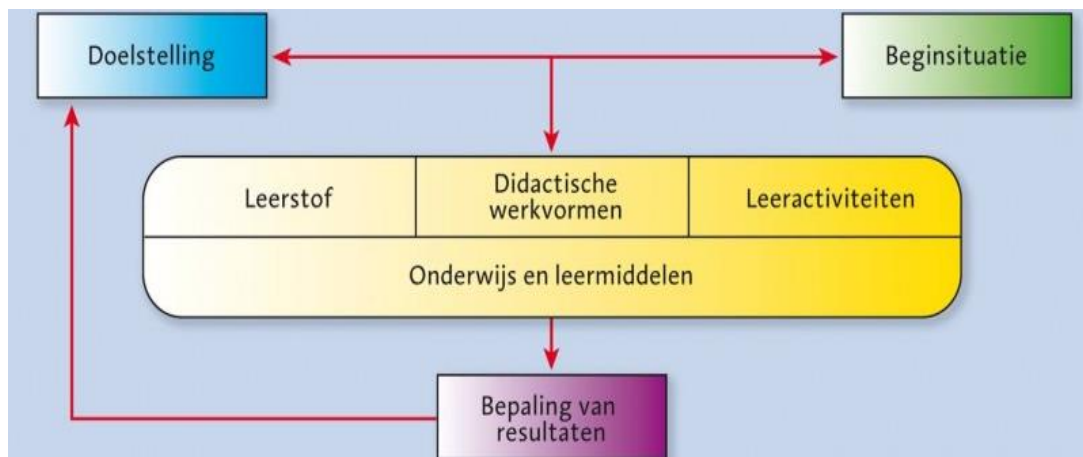 Doelstelling
Beginsituatie
Leerstof
Didactische
werkvormen
Leeractiviteiten
Onderwijs en leermiddelen
Bepaling van
resultaten